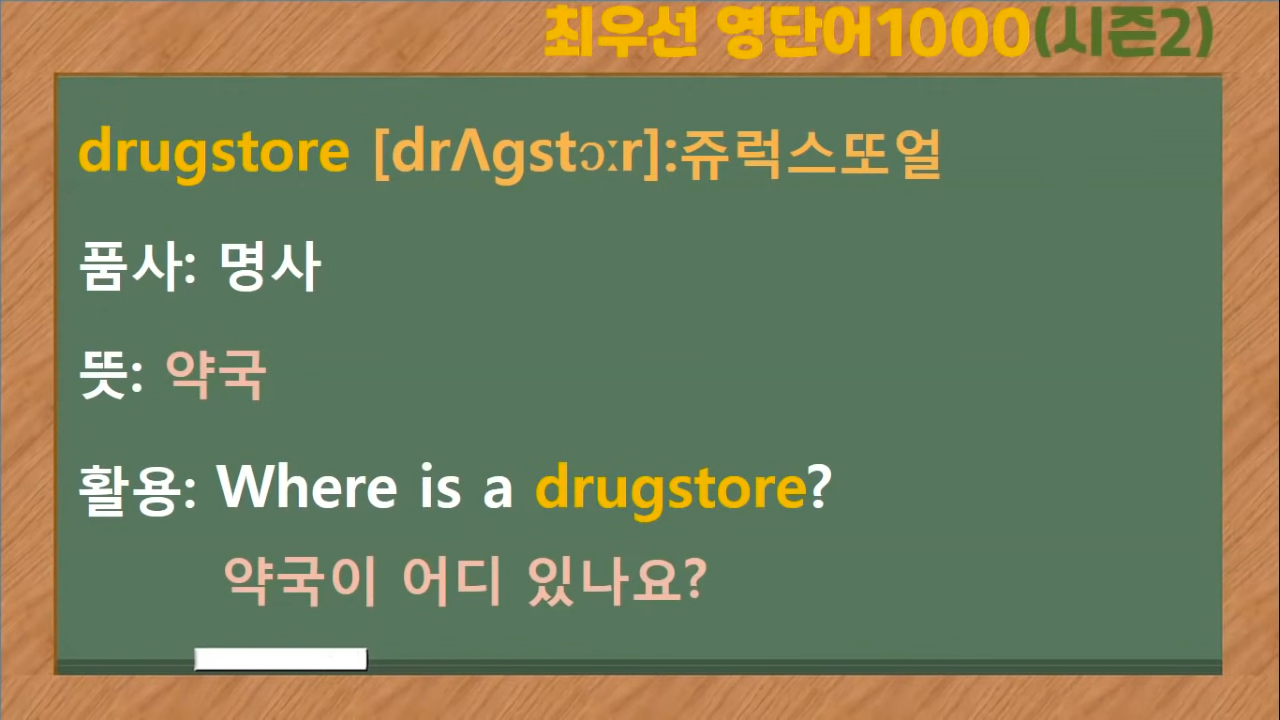 최우선 영단어1000(시즌2)
drugstore [drΛgstɔːr]:쥬럭스또얼
품사: 명사
뜻: 약국
활용: Where is a drugstore?
약국이 어디 있나요?